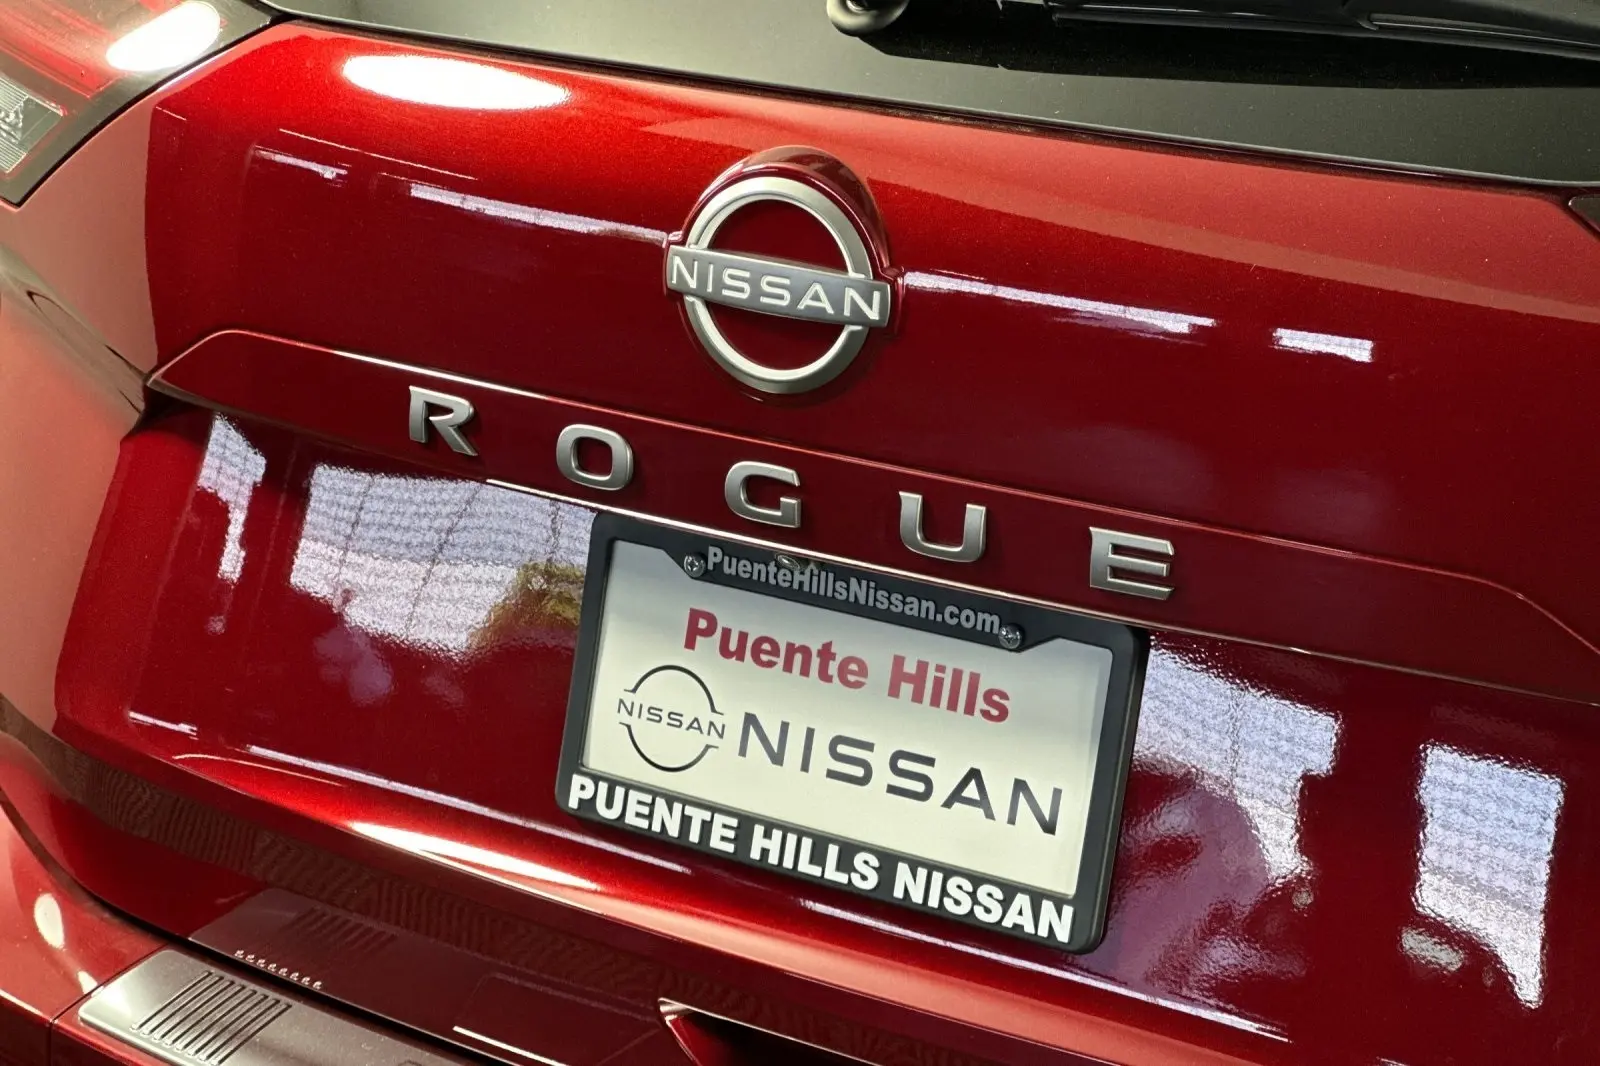 NISSAN
ROGUE
PuenteHillsNissan.com
Puente Hills
NISSAN NISSAN
PUENTE HILLS NISSAN